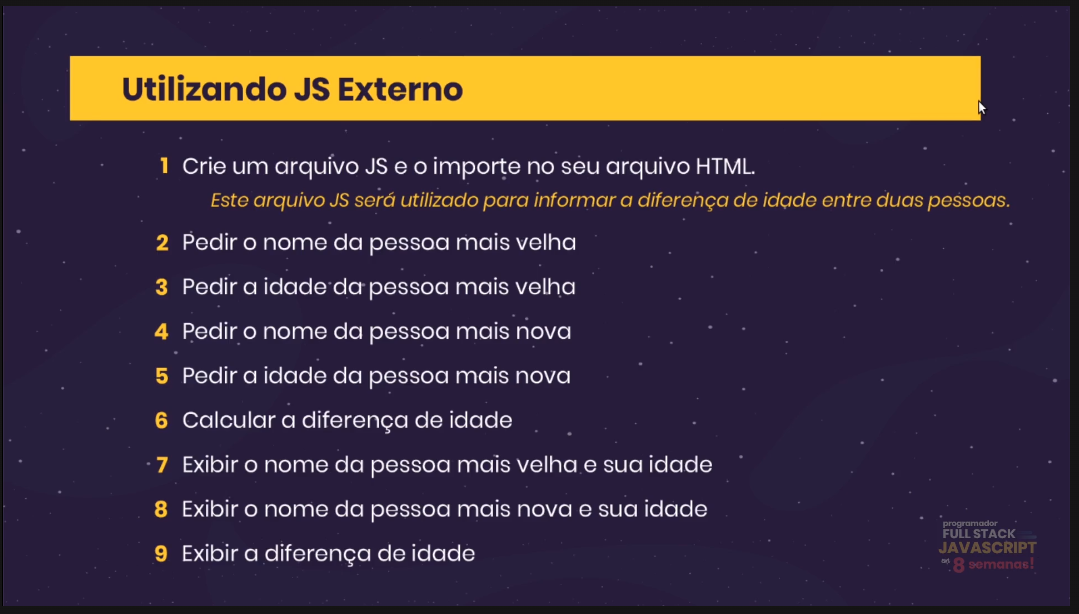 Utilizando JS Externo
1 Crie um arquivo JS e o importe no seu arquivo HTML.
Este arquivo JS será utilizado para informar a diferença de idade entre duas pessoas.
2 Pedir o nome da pessoa mais velha
3 Pedir a idade da pessoa mais velha
4 Pedir o nome da pessoa mais nova
5 Pedir a idade da pessoa mais nova
6 Calcular a diferença de idade
7 Exibir o nome da pessoa mais velha e sua idade
8 Exibir o nome da pessoa mais nova e sua idade
9 Exibir a diferença de idade
programador
FULL STACK
JAVASCRIPT
8 semanas!